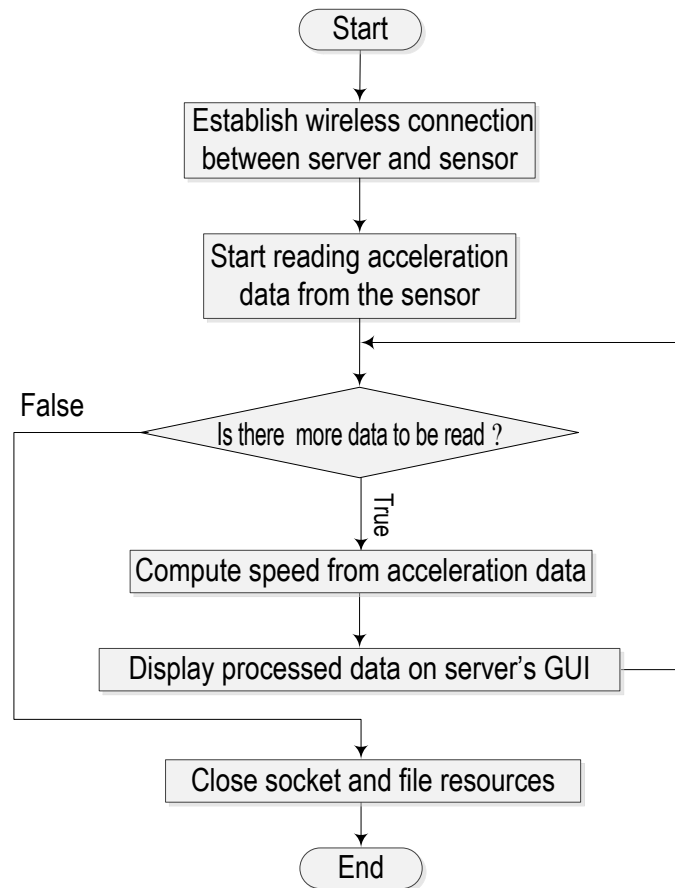 Start
Establish wireless connection
between server and sensor
Start reading acceleration
data from the sensor
False
Is there more data to be read ?
True
Compute speed from acceleration data
Display processed data on server’s GUI
Close socket and file resources
End